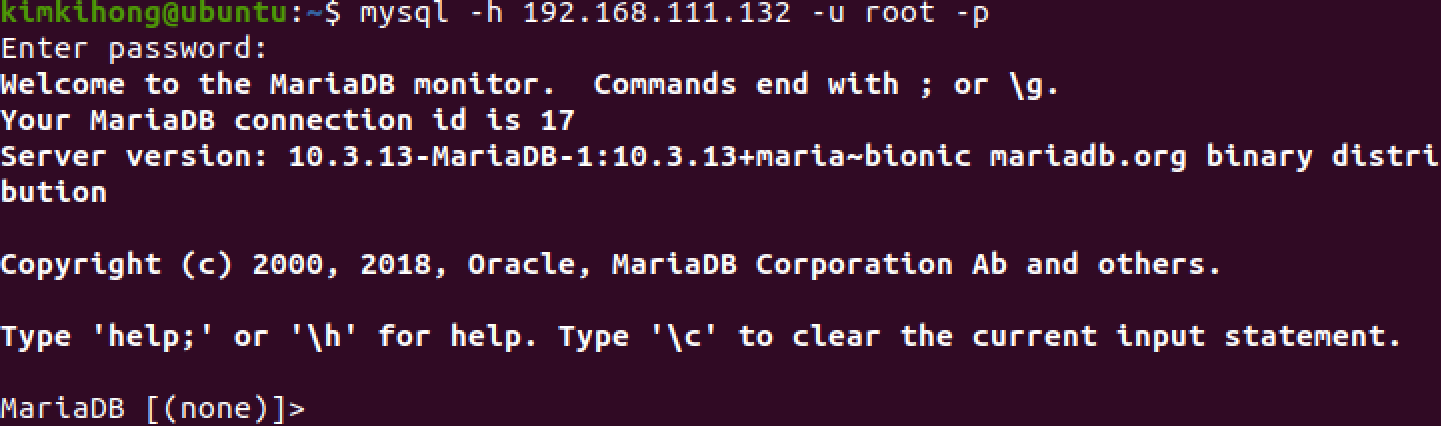 kimkihong@ubuntu:~$ mysql -h 192.168.111.132 -u root -p
Enter password:
Welcome to the MariaDB monitor.  Commands end with ; or \g.
Your MariaDB connection id is 17
Server version: 10.3.13-MariaDB-1:10.3.13+maria~bionic mariadb.org binary distri
bution
Copyright (c) 2000, 2018, Oracle, MariaDB Corporation Ab and others.
Type 'help;' or '\h' for help. Type '\c' to clear the current input statement.
MariaDB [(none)]>